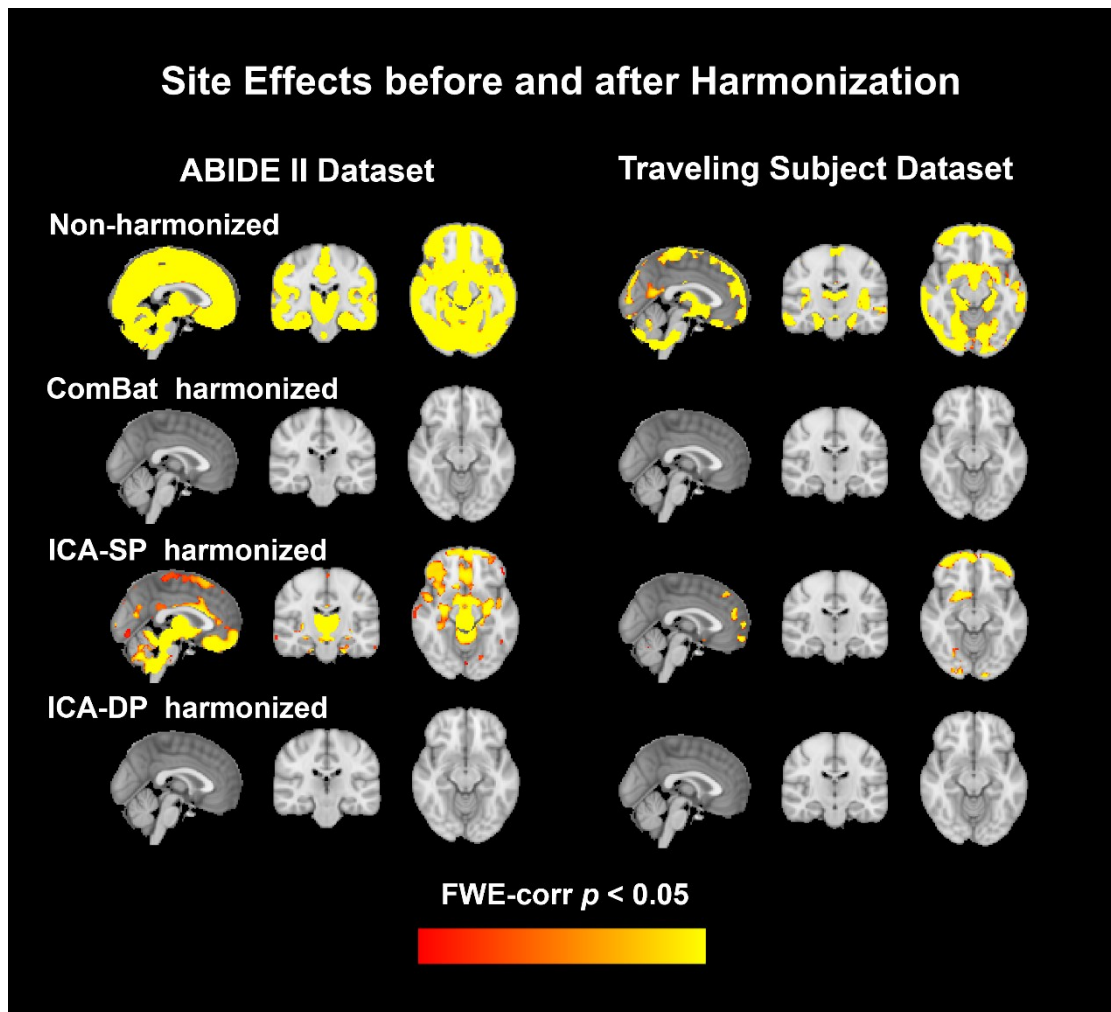 Site Effects before and after Harmonization
ABIDE II Dataset
Traveling Subject Dataset
Non-harmonized
ComBat harmonized
ICA-SP harmonized
ICA-DP harmonized
FWE-corr p < 0.05